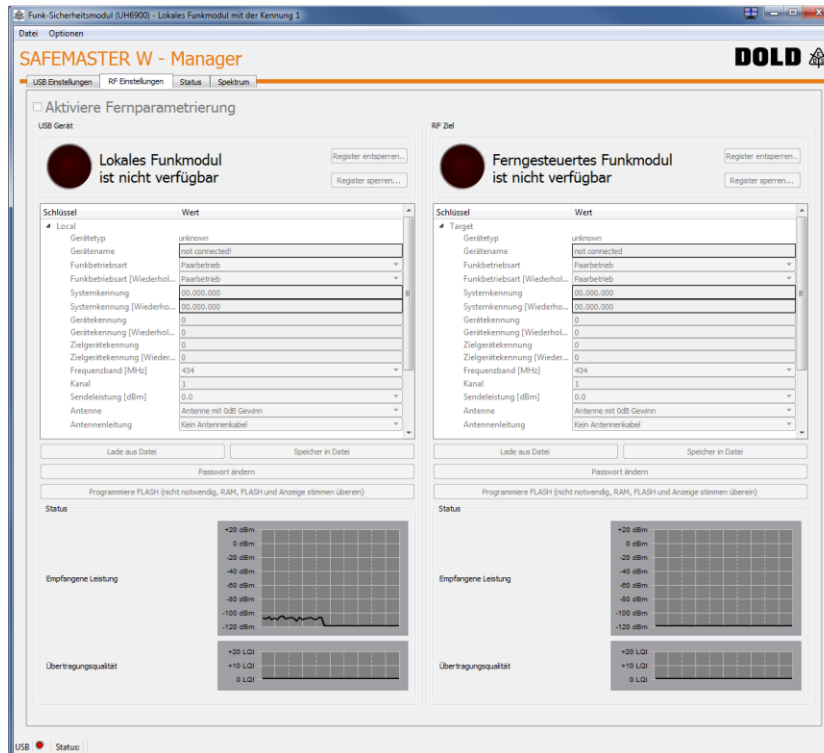 Funk-Sicherheitsmodul (UH6900) - Lokales Funkmodul mit der Kennung 1
Datei Optionen
SAFEMASTER W - Manager
DOLD
USB Einstellungen RF Einstellungen Status Spektrum
Aktiviere Fernparametrierung
USB Gerät
Lokales Funkmodul
ist nicht verfügbar
Register entsperren...
Register sperren...
Schlüssel Wert
Local
Gerätetyp unknown
Gerätename not connected!
Funkbetriebsart Paarbetrieb
Funkbetriebsart [Wiederhol... Paarbetrieb
Systemkennung 00.000.000
Systemkennung [Wiederho... 00.000.000
Gerätekennung 0
Gerätekennung [Wiederhol... 0
Zielgerätekennung 0
Zielgerätekennung [Wieder... 0
Frequenzband [MHz] 434
Kanal 1
Sendeleistung [dBm] 0.0
Antenne Antenne mit 0dB Gewinn
Antennenleitung Kein Antennenkabel
Lade aus Datei Speicher in Datei
Passwort ändern
Programmiere FLASH (nicht notwendig, RAM, FLASH und Anzeige stimmen überein)
Status
Empfangene Leistung
+20 dBm
0 dBm
-20 dBm
-40 dBm
-60 dBm
-80 dBm
-100 dBm
-120 dBm
Übertragungsqualität
+20 LQI
+10 LQI
0 LQI
RF Ziel
Ferngesteuertes Funkmodul
ist nicht verfügbar
Register entsperren...
Register sperren...
Schlüssel Wert
Target
Gerätetyp unknown
Gerätename not connected
Funkbetriebsart Paarbetrieb
Funkbetriebsart [Wiederhol... Paarbetrieb
Systemkennung 00.000.000
Systemkennung [Wiederho... 00.000.000
Gerätekennung 0
Gerätekennung [Wiederhol... 0
Zielgerätekennung 0
Zielgerätekennung [Wieder... 0
Frequenzband [MHz] 434
Kanal 1
Sendeleistung [dBm] 0.0
Antenne Antenne mit 0dB Gewinn
Antennenleitung Kein Antennenkabel
Lade aus Datei Speicher in Datei
Passwort ändern
Programmiere FLASH (nicht notwendig, RAM, FLASH und Anzeige stimmen überein)
Status
Empfangene Leistung
+20 dBm
0 dBm
-20 dBm
-40 dBm
-60 dBm
-80 dBm
-100 dBm
-120 dBm
Übertragungsqualität
+20 LQI
+10 LQI
0 LQI
USB Status: